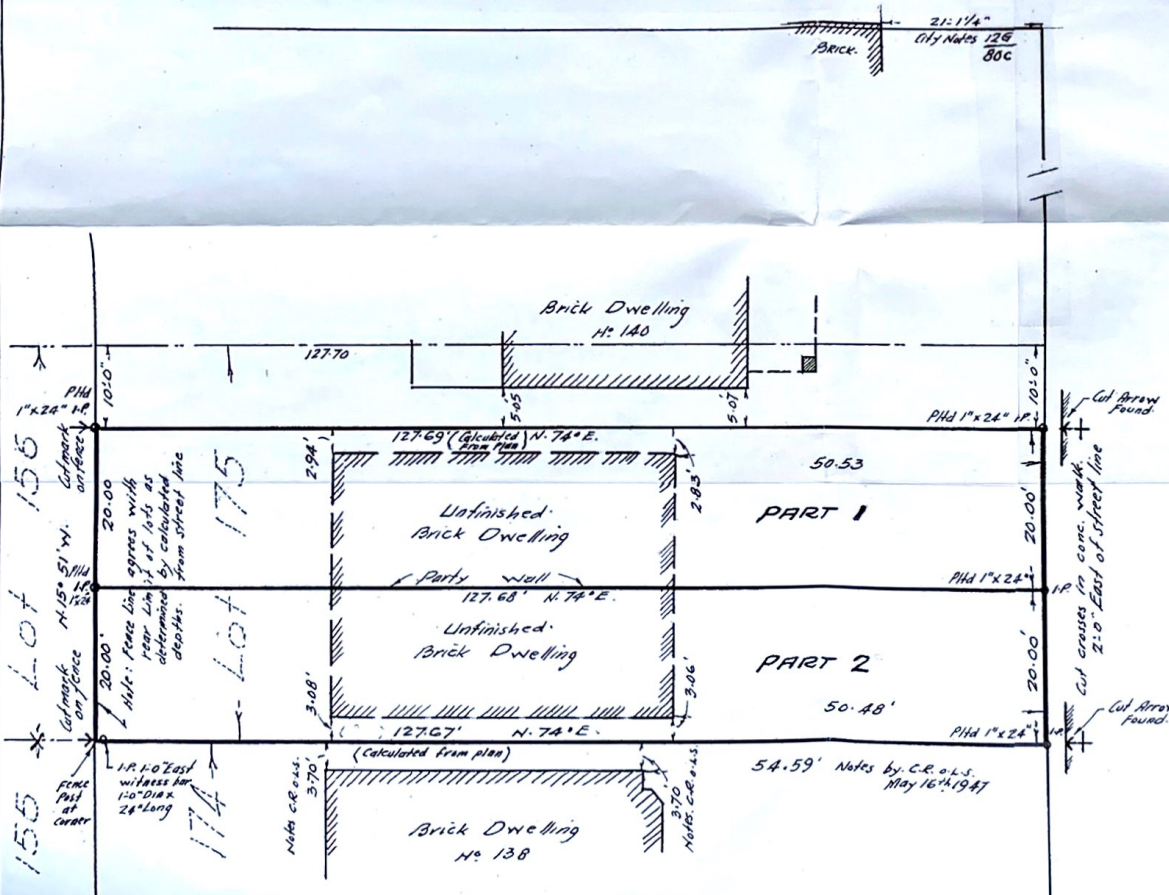 21'-1 1/4"
City Notes 12G
80C
BRICK.
Brick Dwelling
No 140
127.70
10'-0"
10'-0"
5.05
5.07
Pltd
1"x24" I.P.
Pltd 1"x24" I.P.
Cut Arrow
Found.
127.69' (Calculated From Plan) N. 74° E.
2.94'
2.83'
50.53
Unfinished.
Brick Dwelling
PART 1
20.00'
20.00
Cutmark
on fence
Note: Fence Line agrees with
rear Limit of lots as
determined by calculated
depths. from street line
Lot 155
N. 15° 51' W.
Lot 175
Pltd
I.P.
1"x24
Party Wall
127.68' N. 74° E.
Pltd 1"x24"
I.P.
Cut crosses in conc. walk
2'-0" East of street line
Unfinished.
Brick Dwelling
PART 2
20.00'
20.00'
Cutmark
on fence
3.08'
3.06'
50.48'
127.67' N. 74° E.
(Calculated from plan)
Pltd 1"x24"
I.P.
Cut Arrow
Found.
Fence
Post
at
Corner
I.P. 1'-0" East
witness bar
1'-0" Dia x
24" Long
155
174
Notes C.R. O.L.S.
3.70'
3.70
Notes. C.R. O.L.S.
54.59' Notes by C.R. O.L.S.
May 16th 1947
Brick Dwelling
No 138